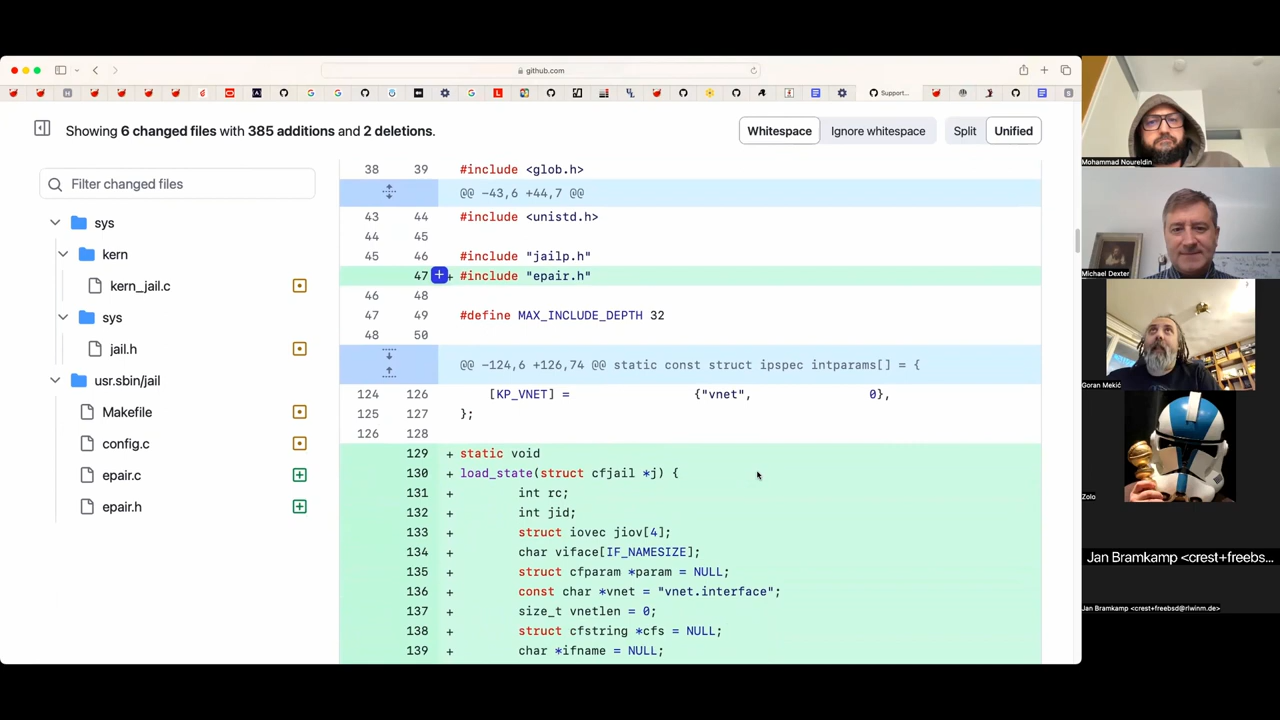 github.com
Support...
Showing 6 changed files with 385 additions and 2 deletions.
Whitespace
Ignore whitespace
Split
Unified
Filter changed files
sys
kern
kern_jail.c
sys
jail.h
usr.sbin/jail
Makefile
config.c
epair.c
epair.h
38 39 #include <glob.h>
@@ -43,6 +44,7 @@
43 44 #include <unistd.h>
44 45
45 46 #include "jailp.h"
47 + #include "epair.h"
46 48
47 49 #define MAX_INCLUDE_DEPTH 32
48 50
@@ -124,6 +126,74 @@ static const struct ipspec intparams[] = {
124 126 [KP_VNET] = {"vnet", 0},
125 127 };
126 128
129 + static void
130 + load_state(struct cfjail *j) {
131 + int rc;
132 + int jid;
133 + struct iovec jiov[4];
134 + char viface[IF_NAMESIZE];
135 + struct cfparam *param = NULL;
136 + const char *vnet = "vnet.interface";
137 + size_t vnetlen = 0;
138 + struct cfstring *cfs = NULL;
139 + char *ifname = NULL;
Mohammad Noureldin
Michael Dexter
Goran Mekić
Zolo
Jan Bramkamp <crest+freebs...
Jan Bramkamp <crest+freebsd@rlwinm.de>